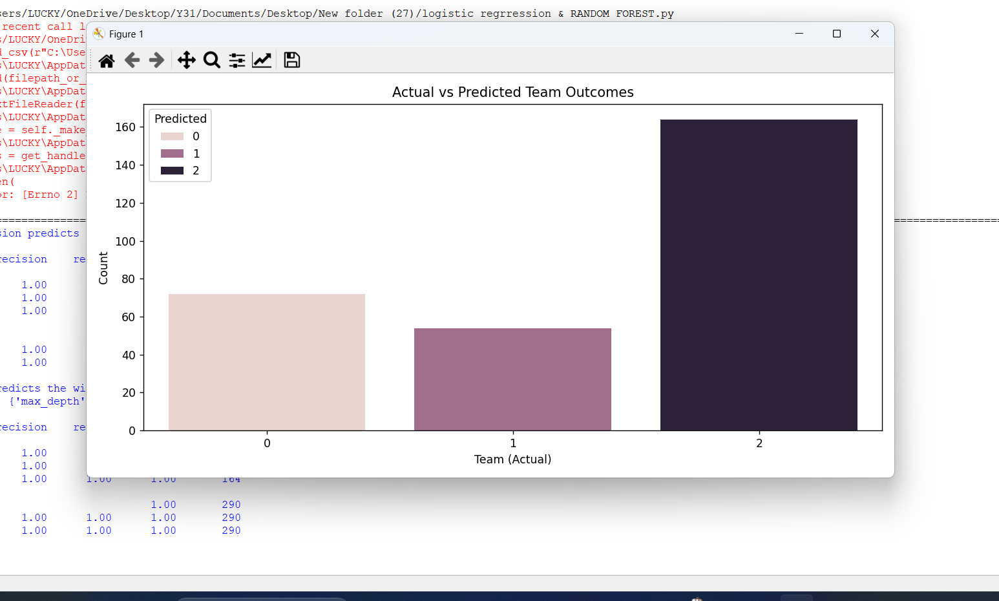 sers/LUCKY/OneDrive/Desktop/Y31/Documents/Desktop/New folder (27)/logistic regrression & RANDOM FOREST.py
recent call l
s/LUCKY/OneDri
d_csv(r"C:\Use
s\LUCKY\AppDat
d(filepath_or_
s\LUCKY\AppDat
xtFileReader(f
s\LUCKY\AppDat
e = self._make
s\LUCKY\AppDat
s = get_handle
s\LUCKY\AppDat
en(
or: [Errno 2]
sion predicts
recision re
1.00
1.00
1.00
1.00
1.00
redicts the wi
{'max_depth'
recision re
1.00
1.00
1.00 1.00 1.00 164
1.00 290
1.00 1.00 1.00 290
1.00 1.00 1.00 290
Figure 1
Actual vs Predicted Team Outcomes
Predicted
0
1
2
Count
160
140
120
100
80
60
40
20
0
0 1 2
Team (Actual)